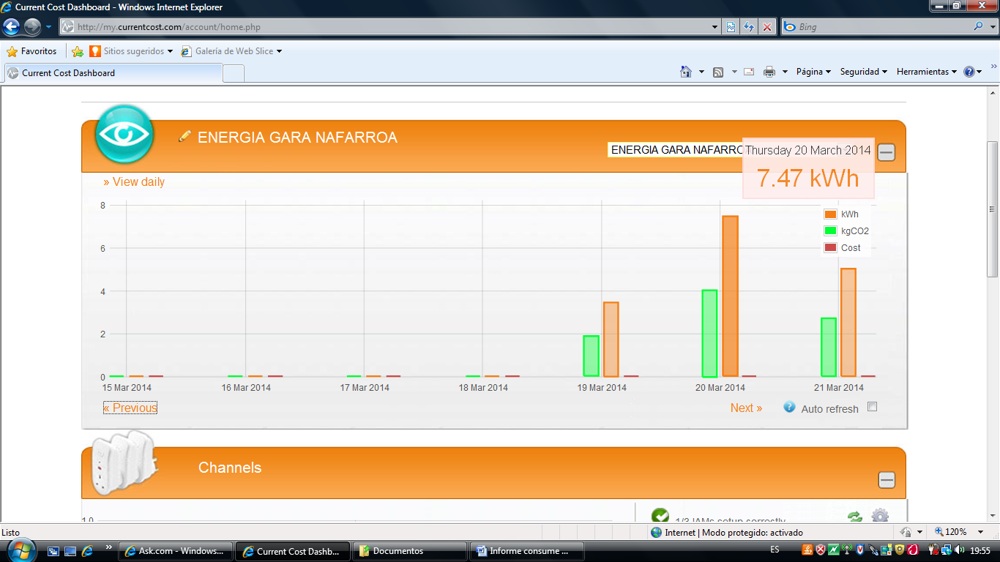 Current Cost Dashboard - Windows Internet Explorer
http://my.currentcost.com/account/home.php
Bing
Favoritos
Sitios sugeridos
Galería de Web Slice
Current Cost Dashboard
Página
Seguridad
Herramientas
ENERGIA GARA NAFARROA
ENERGIA GARA NAFARRO
Thursday 20 March 2014
7.47 kWh
» View daily
kWh
kgCO2
Cost
8
6
4
2
0
15 Mar 2014
16 Mar 2014
17 Mar 2014
18 Mar 2014
19 Mar 2014
20 Mar 2014
21 Mar 2014
« Previous
Next »
Auto refresh
Channels
1.0
1/3 IAMs setup correctly
Listo
Internet | Modo protegido: activado
120%
Ask.com - Windows...
Current Cost Dashb...
Documentos
Informe consume ...
ES
19:55